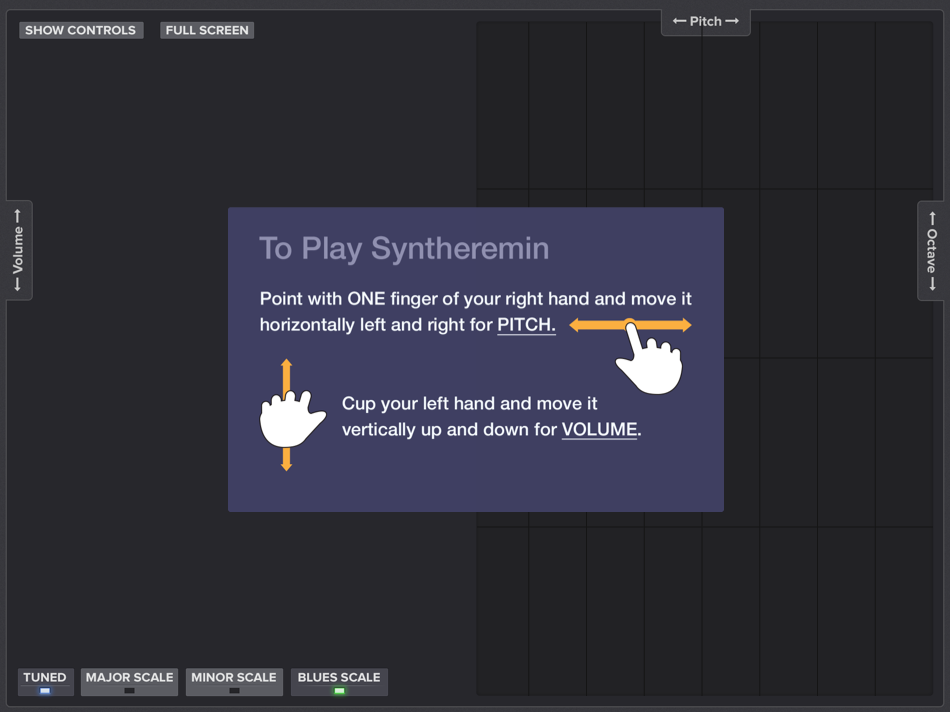 SHOW CONTROLS
FULL SCREEN
←Pitch→
←Volume→
←Octave→
To Play Syntheremin
Point with ONE finger of your right hand and move it
horizontally left and right for PITCH.
Cup your left hand and move it
vertically up and down for VOLUME.
TUNED
MAJOR SCALE
MINOR SCALE
BLUES SCALE